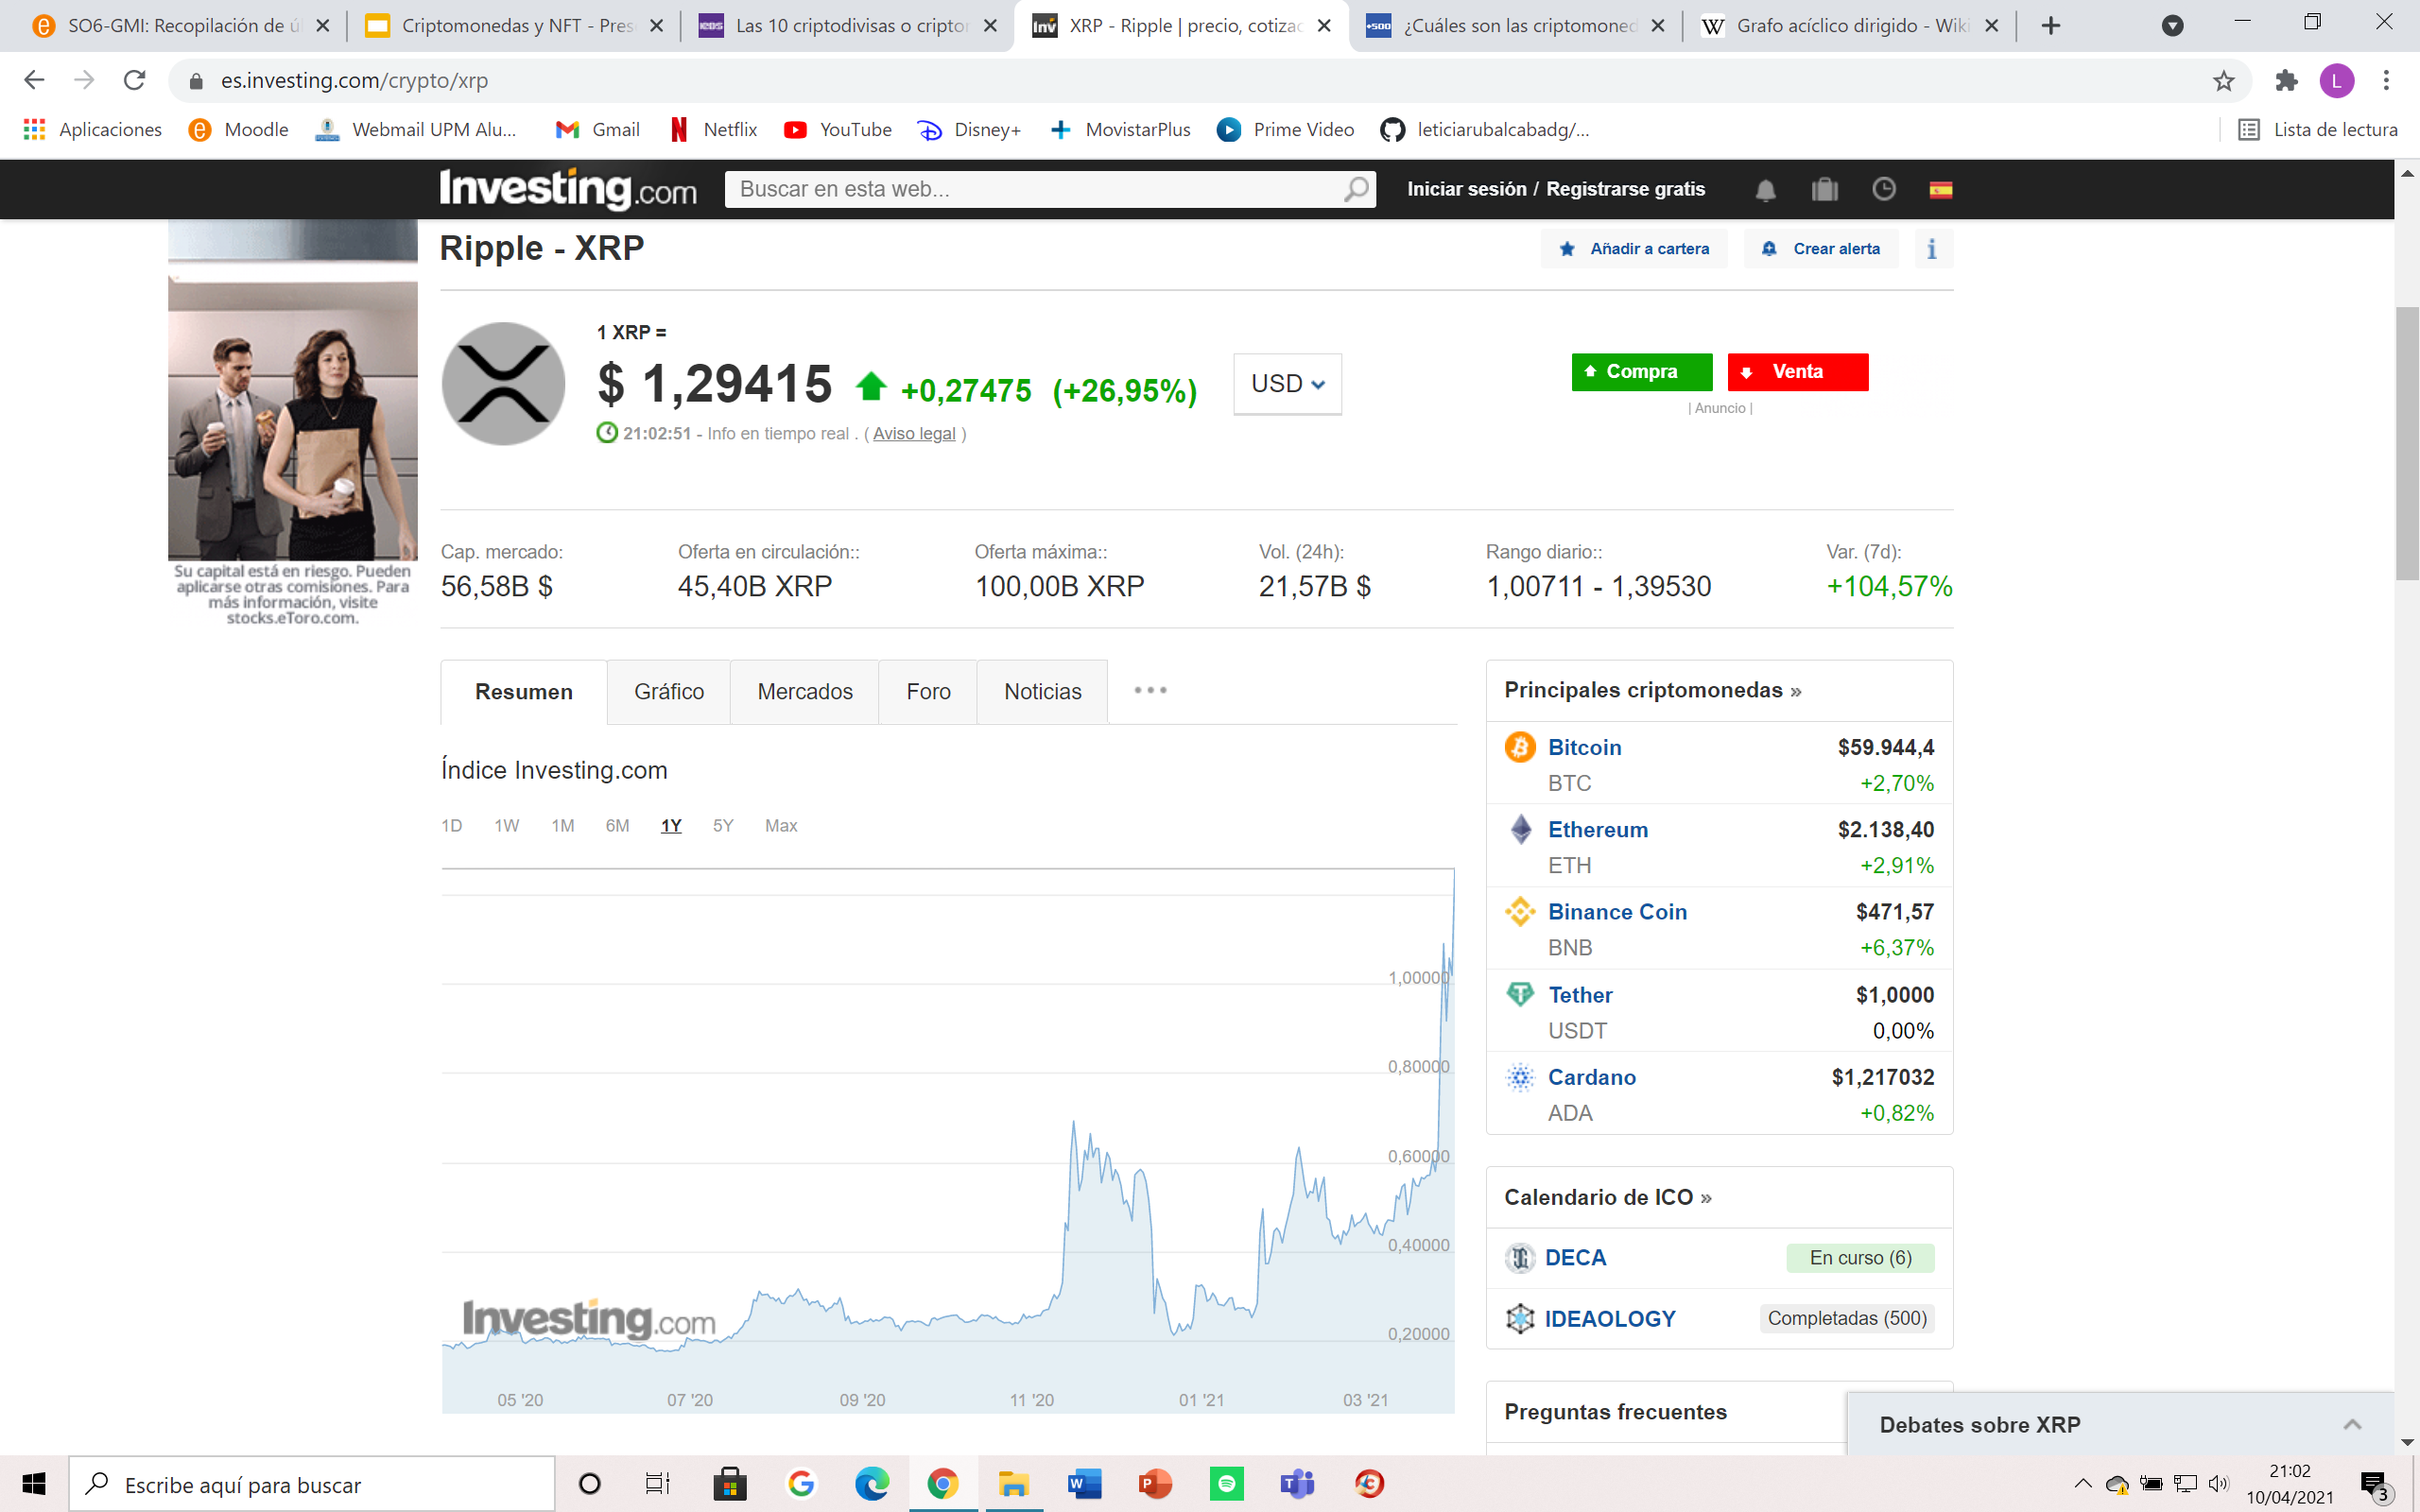 SO6-GMI: Recopilación de úl
Criptomonedas y NFT - Pres
IEBS Las 10 criptodivisas o criptor
Inv XRP - Ripple | precio, cotizac
+500 ¿Cuáles son las criptomoned
W Grafo acíclico dirigido - Wiki
es.investing.com/crypto/xrp
L
Aplicaciones Moodle Webmail UPM Alu... Gmail Netflix YouTube Disney+ MovistarPlus Prime Video leticiarubalcabadg/... Lista de lectura
Investing.com
Buscar en esta web...
Iniciar sesión / Registrarse gratis
Ripple - XRP
Añadir a cartera
Crear alerta
i
1 XRP =
$ 1,29415 +0,27475 (+26,95%)
USD
Compra
Venta
| Anuncio |
21:02:51 - Info en tiempo real . ( Aviso legal )
Su capital está en riesgo. Pueden
aplicarse otras comisiones. Para
más información, visite
stocks.eToro.com.
Cap. mercado: Oferta en circulación:: Oferta máxima:: Vol. (24h): Rango diario:: Var. (7d):
56,58B $ 45,40B XRP 100,00B XRP 21,57B $ 1,00711 - 1,39530 +104,57%
Resumen Gráfico Mercados Foro Noticias
Índice Investing.com
1D 1W 1M 6M 1Y 5Y Max
1,00000
0,80000
0,60000
0,40000
0,20000
Investing.com
05 '20 07 '20 09 '20 11 '20 01 '21 03 '21
Principales criptomonedas »
Bitcoin $59.944,4
BTC +2,70%
Ethereum $2.138,40
ETH +2,91%
Binance Coin $471,57
BNB +6,37%
Tether $1,0000
USDT 0,00%
Cardano $1,217032
ADA +0,82%
Calendario de ICO »
DECA En curso (6)
IDEAOLOGY Completadas (500)
Preguntas frecuentes
Debates sobre XRP
Escribe aquí para buscar
21:02
10/04/2021
3